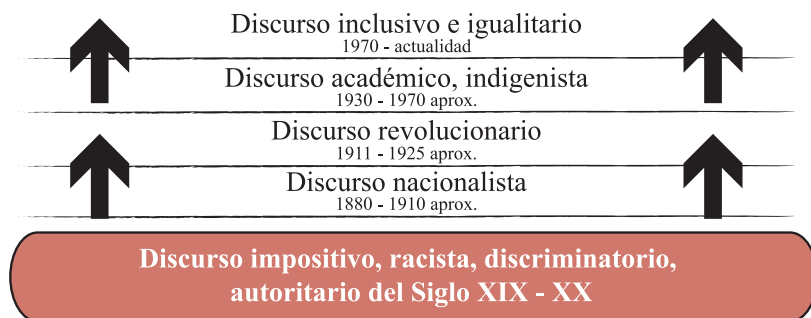 Discurso inclusivo e igualitario
1970 - actualidad
Discurso académico, indigenista
1930 - 1970 aprox.
Discurso revolucionario
1911 - 1925 aprox.
Discurso nacionalista
1880 - 1910 aprox.
Discurso impositivo, racista, discriminatorio,
autoritario del Siglo XIX - XX